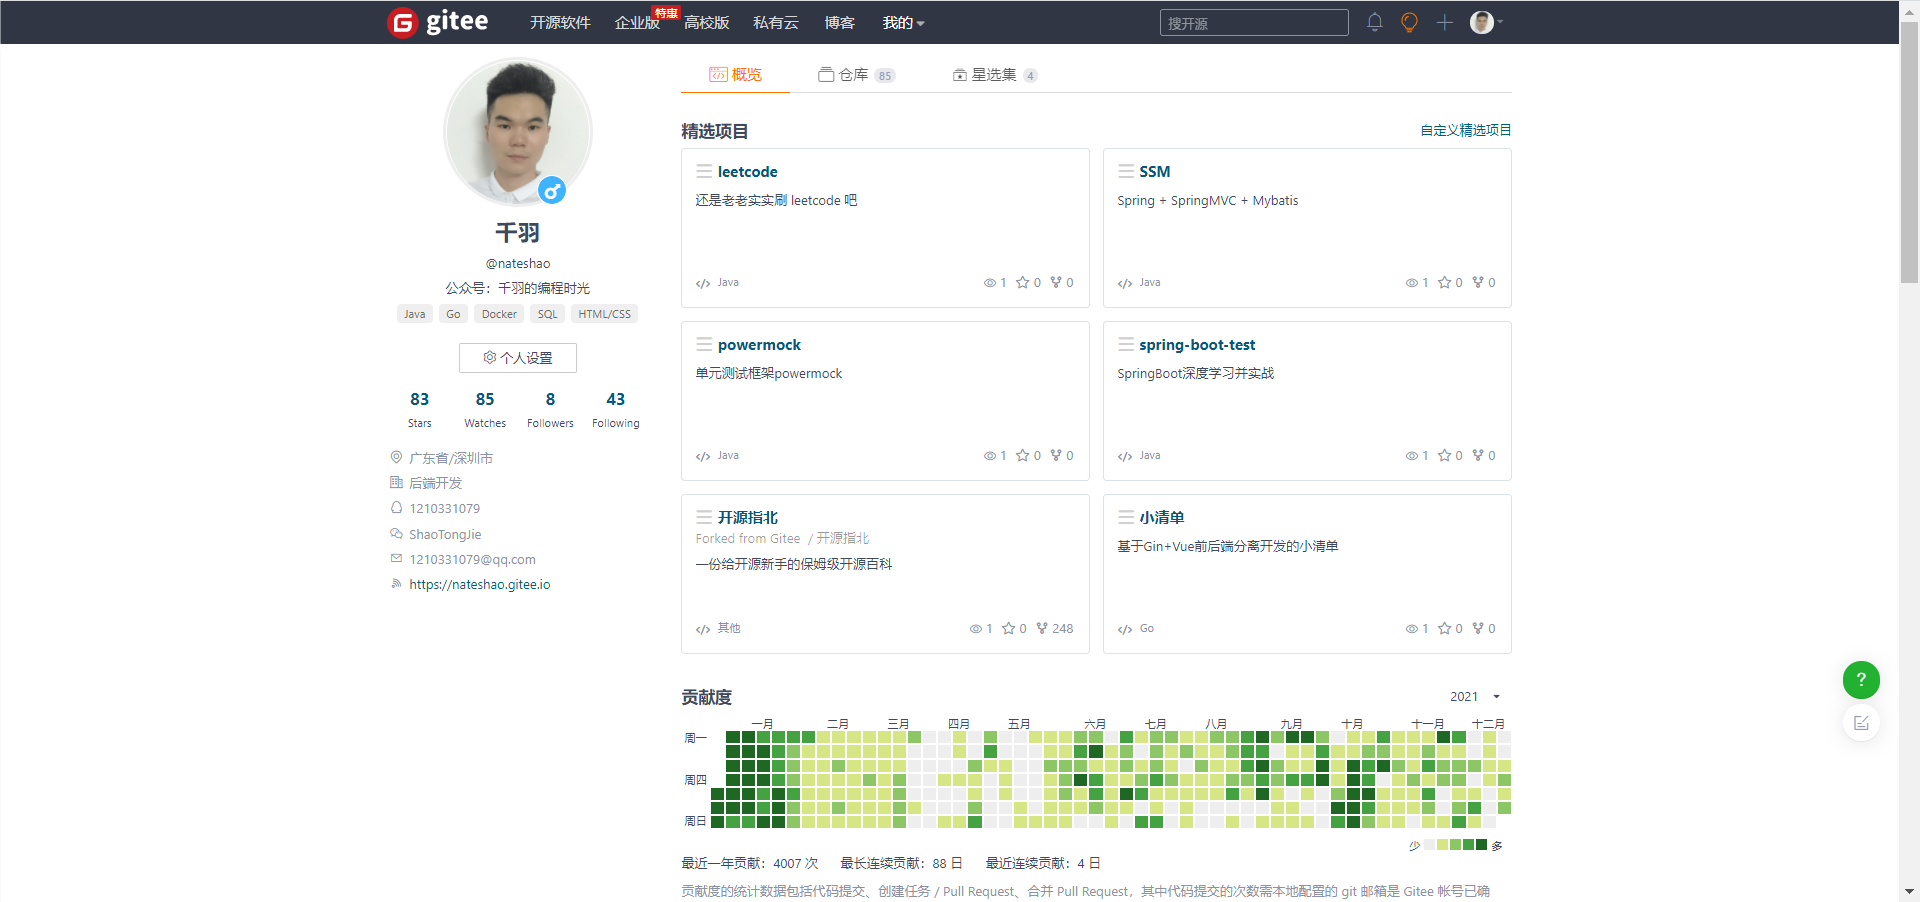 gitee 开源软件 企业版 特惠 高校版 私有云 博客 我的 搜开源
概览 仓库 85 星选集 4
千羽
@nateshao
公众号：千羽的编程时光
Java Go Docker SQL HTML/CSS
个人设置
83 85 8 43
Stars Watches Followers Following
广东省/深圳市
后端开发
1210331079
ShaoTongJie
1210331079@qq.com
https://nateshao.gitee.io
精选项目 自定义精选项目
leetcode
还是老老实实刷 leetcode 吧
Java 1 0 0
SSM
Spring + SpringMVC + Mybatis
Java 1 0 0
powermock
单元测试框架powermock
Java 1 0 0
spring-boot-test
SpringBoot深度学习并实战
Java 1 0 0
开源指北
Forked from Gitee / 开源指北
一份给开源新手的保姆级开源百科
其他 1 0 248
小清单
基于Gin+Vue前后端分离开发的小清单
Go 1 0 0
贡献度 2021
一月 二月 三月 四月 五月 六月 七月 八月 九月 十月 十一月 十二月
周一
周四
周日
少 多
最近一年贡献：4007 次 最长连续贡献：88 日 最近连续贡献：4 日
贡献度的统计数据包括代码提交、创建任务 / Pull Request、合并 Pull Request，其中代码提交的次数需本地配置的 git 邮箱是 Gitee 帐号已确
?